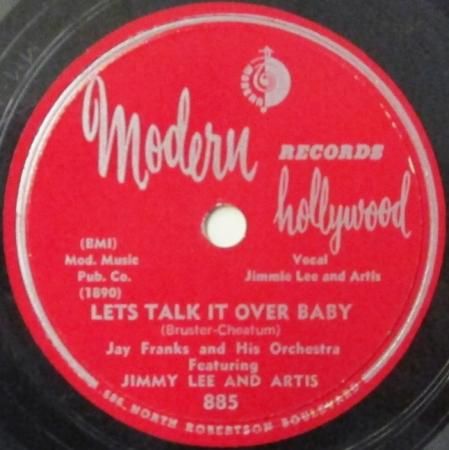 Modern
RECORDS
hollywood
(BMI)
Mod. Music
Pub. Co.
(1890)
Vocal
Jimmie Lee and Artis
LETS TALK IT OVER BABY
(Bruster-Cheatum)
Jay Franks and His Orchestra
Featuring
JIMMY LEE AND ARTIS
885
686. NORTH ROBERTSON BOULEVARD